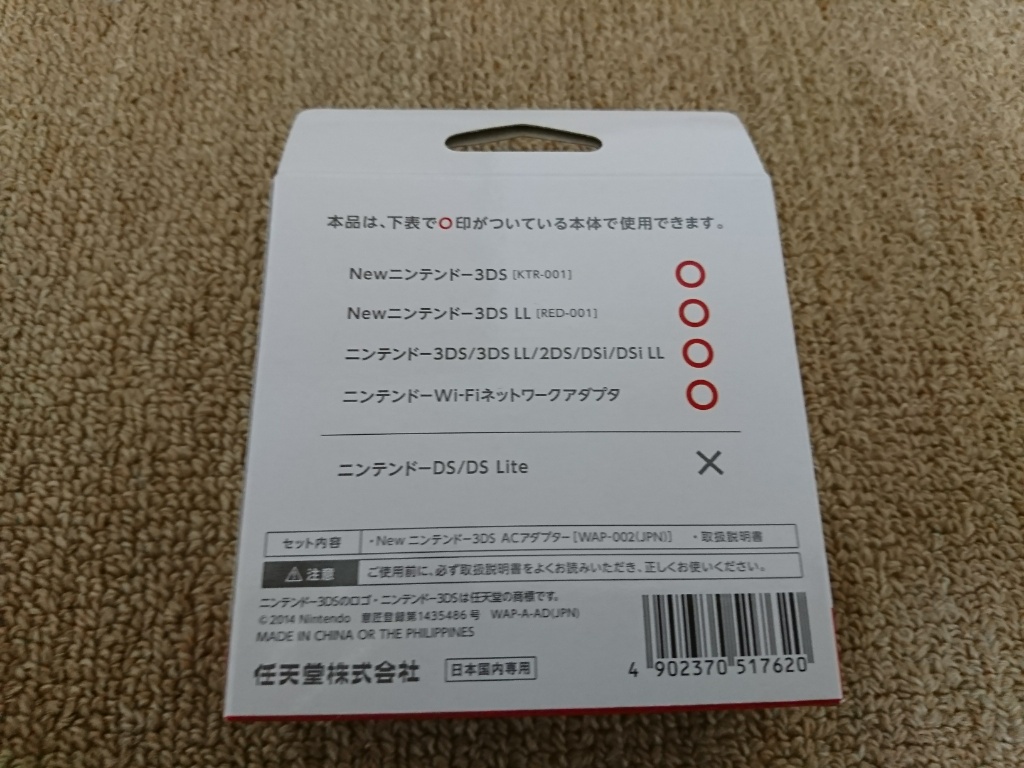 本品は、下表で○印がついている本体で使用できます。
Newニンテンドー3DS [KTR-001] ○
Newニンテンドー3DS LL [RED-001] ○
ニンテンドー3DS/3DS LL/2DS/DSi/DSi LL ○
ニンテンドーWi-Fiネットワークアダプタ ○
ニンテンドーDS/DS Lite ×
セット内容 ・New ニンテンドー3DS ACアダプター[WAP-002(JPN)] ・取扱説明書
⚠注意 ご使用前に、必ず取扱説明書をよくお読みいただき、正しくお使いください。
ニンテンドー3DSのロゴ・ニンテンドー3DSは任天堂の商標です。
© 2014 Nintendo 意匠登録第1435486号 WAP-A-AD(JPN)
MADE IN CHINA OR THE PHILIPPINES
任天堂株式会社 日本国内専用
4 902370 517620